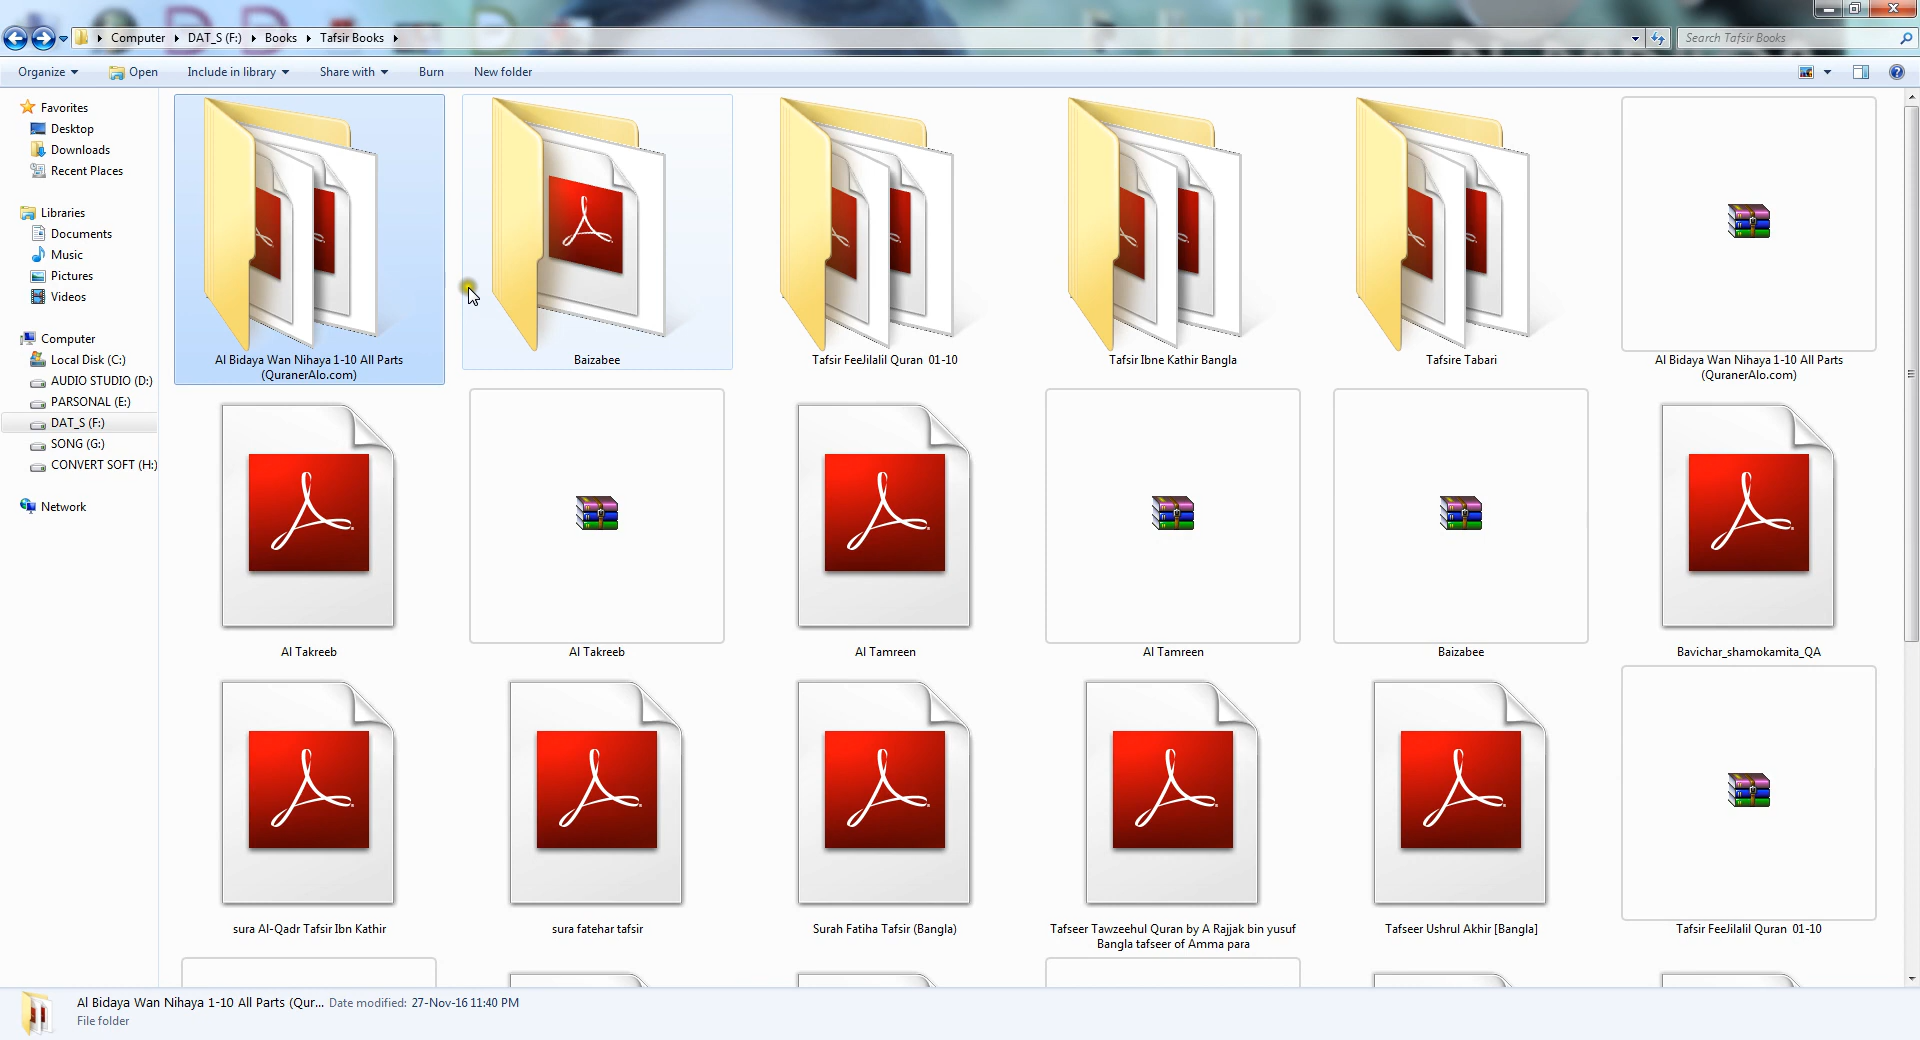 Computer DAT_S (F:) Books Tafsir Books
Search Tafsir Books
Organize Open Include in library Share with Burn New folder
Favorites
Desktop
Downloads
Recent Places
Libraries
Documents
Music
Pictures
Videos
Computer
Local Disk (C:)
AUDIO STUDIO (D:)
PARSONAL (E:)
DAT_S (F:)
SONG (G:)
CONVERT SOFT (H:)
Network
Al Bidaya Wan Nihaya 1-10 All Parts
(QuranerAlo.com)
Baizabee
Tafsir FeeJilalil Quran 01-10
Tafsir Ibne Kathir Bangla
Tafsire Tabari
Al Bidaya Wan Nihaya 1-10 All Parts
(QuranerAlo.com)
Al Takreeb
Al Takreeb
Al Tamreen
Al Tamreen
Baizabee
Bavichar_shamokamita_QA
sura Al-Qadr Tafsir Ibn Kathir
sura fatehar tafsir
Surah Fatiha Tafsir (Bangla)
Tafseer Tawzeehul Quran by A Rajjak bin yusuf
Bangla tafseer of Amma para
Tafseer Ushrul Akhir [Bangla]
Tafsir FeeJilalil Quran 01-10
Al Bidaya Wan Nihaya 1-10 All Parts (Qur... Date modified: 27-Nov-16 11:40 PM
File folder